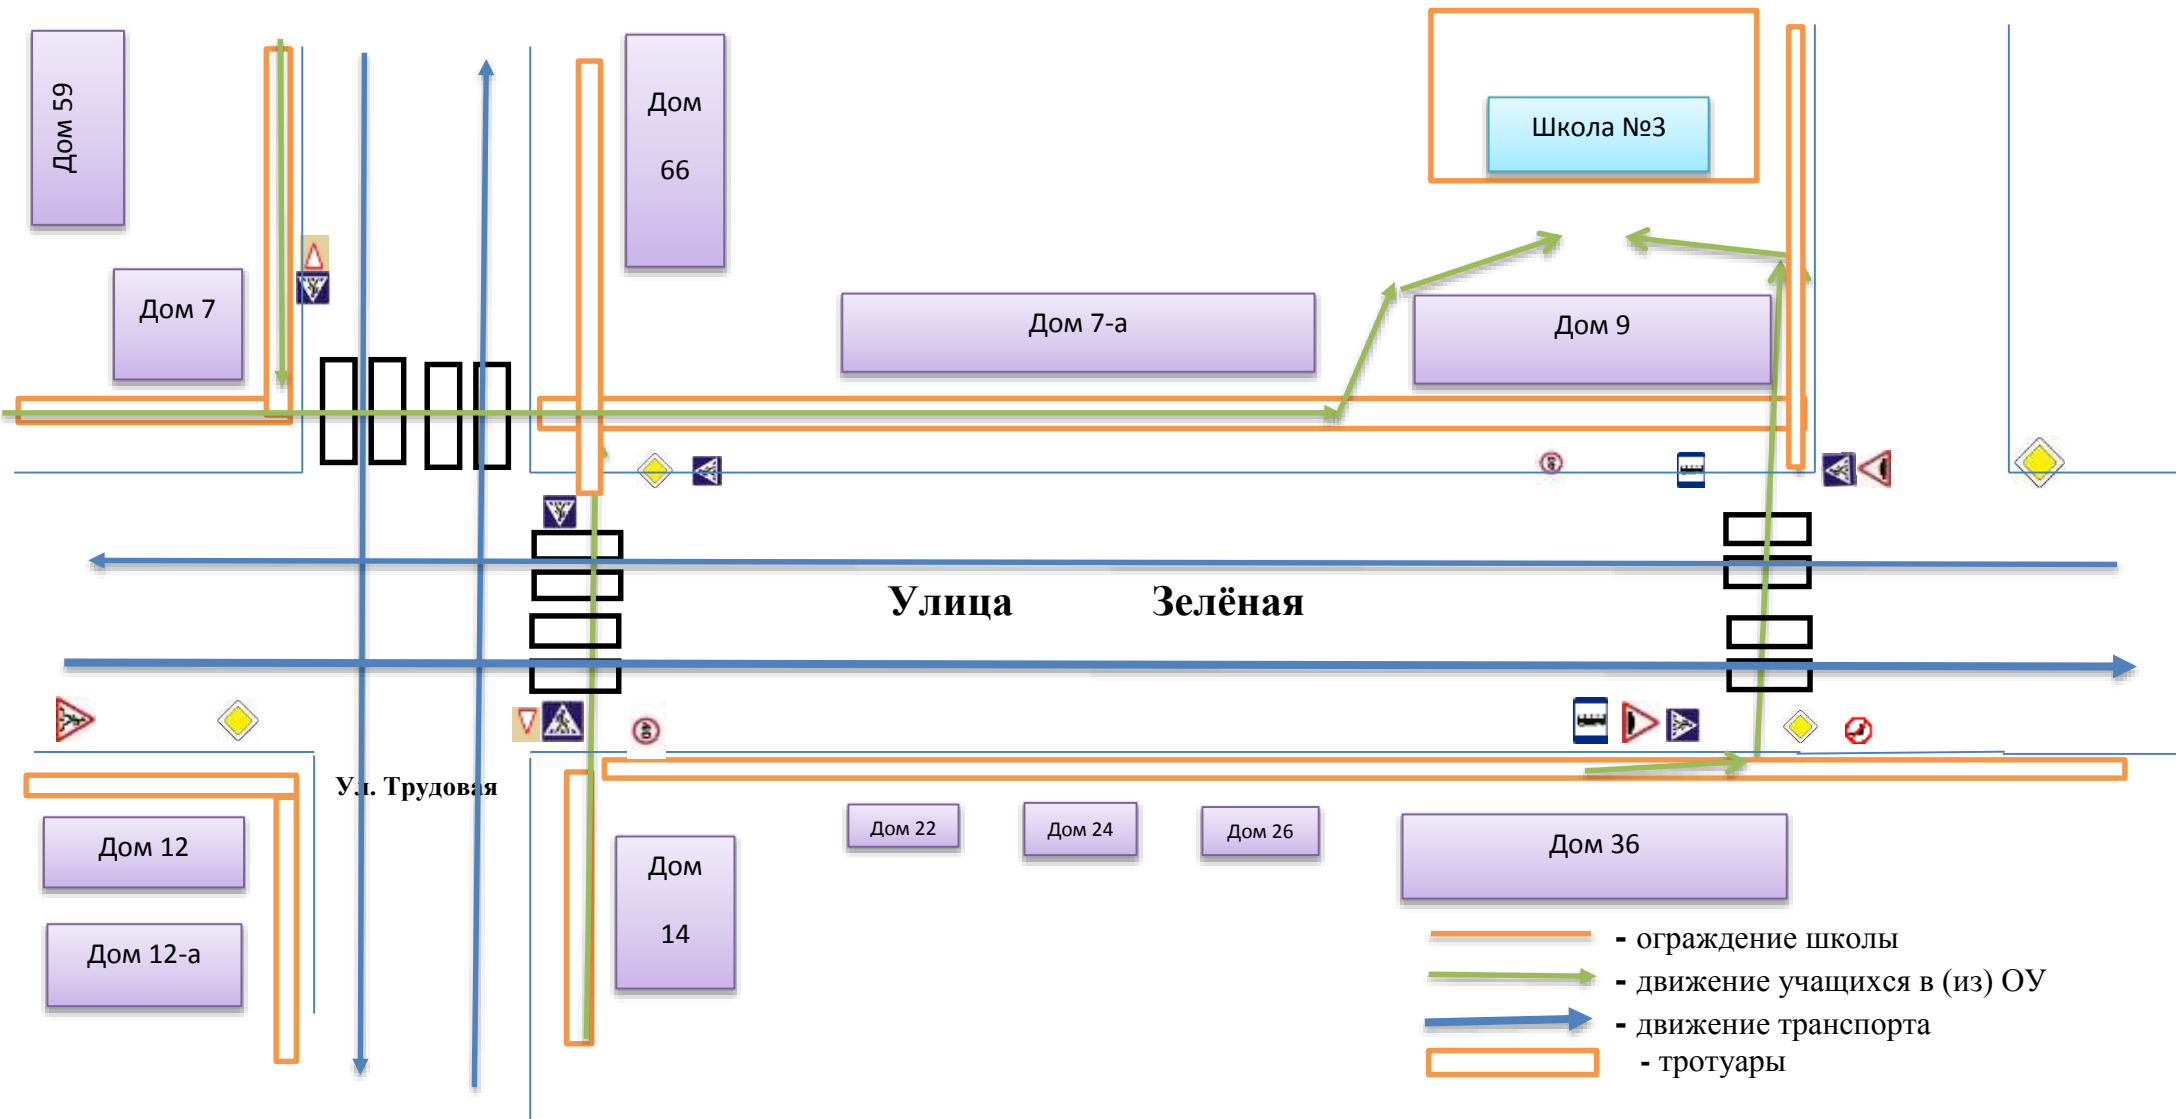 Дом 59
Дом
66
Школа №3
Дом 7
Дом 7-а
Дом 9
Улица Зелёная
Ул. Трудовая
Дом 12
Дом 12-а
Дом
14
Дом 22
Дом 24
Дом 26
Дом 36
- ограждение школы
- движение учащихся в (из) ОУ
- движение транспорта
- тротуары